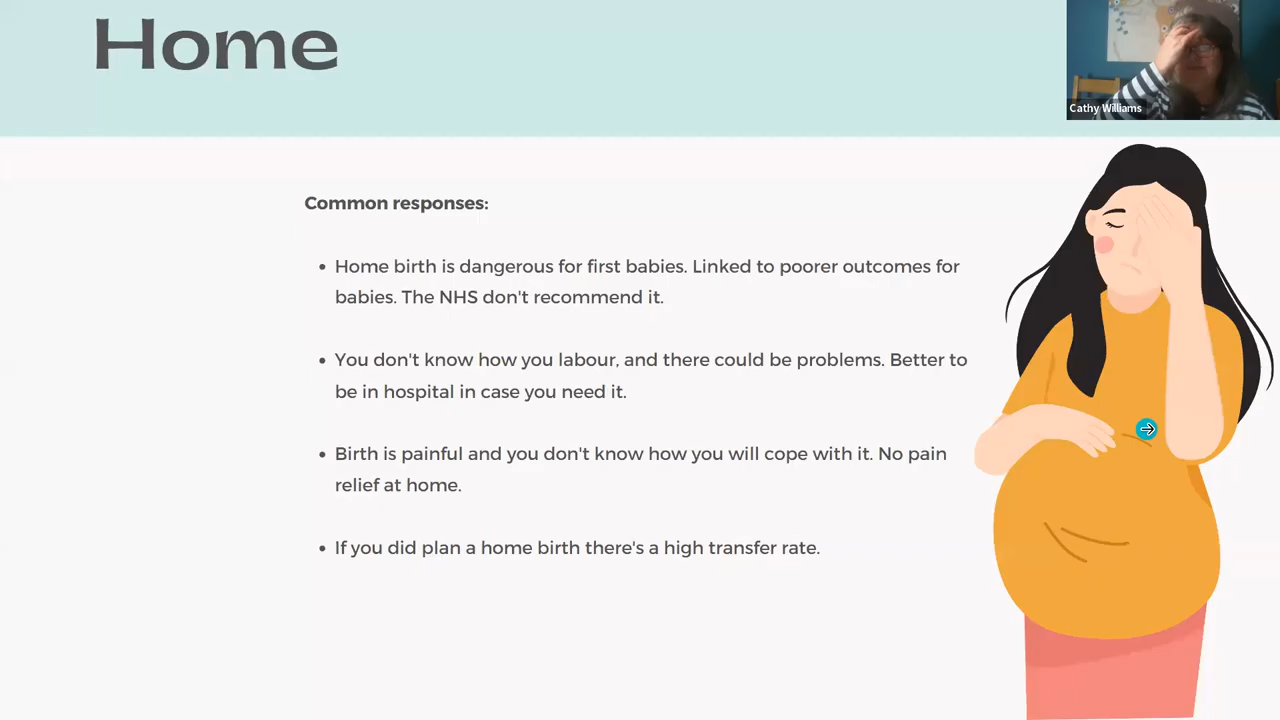 Home
Cathy Williams
Common responses:
• Home birth is dangerous for first babies. Linked to poorer outcomes for
babies. The NHS don't recommend it.
• You don't know how you labour, and there could be problems. Better to
be in hospital in case you need it.
• Birth is painful and you don't know how you will cope with it. No pain
relief at home.
• If you did plan a home birth there's a high transfer rate.